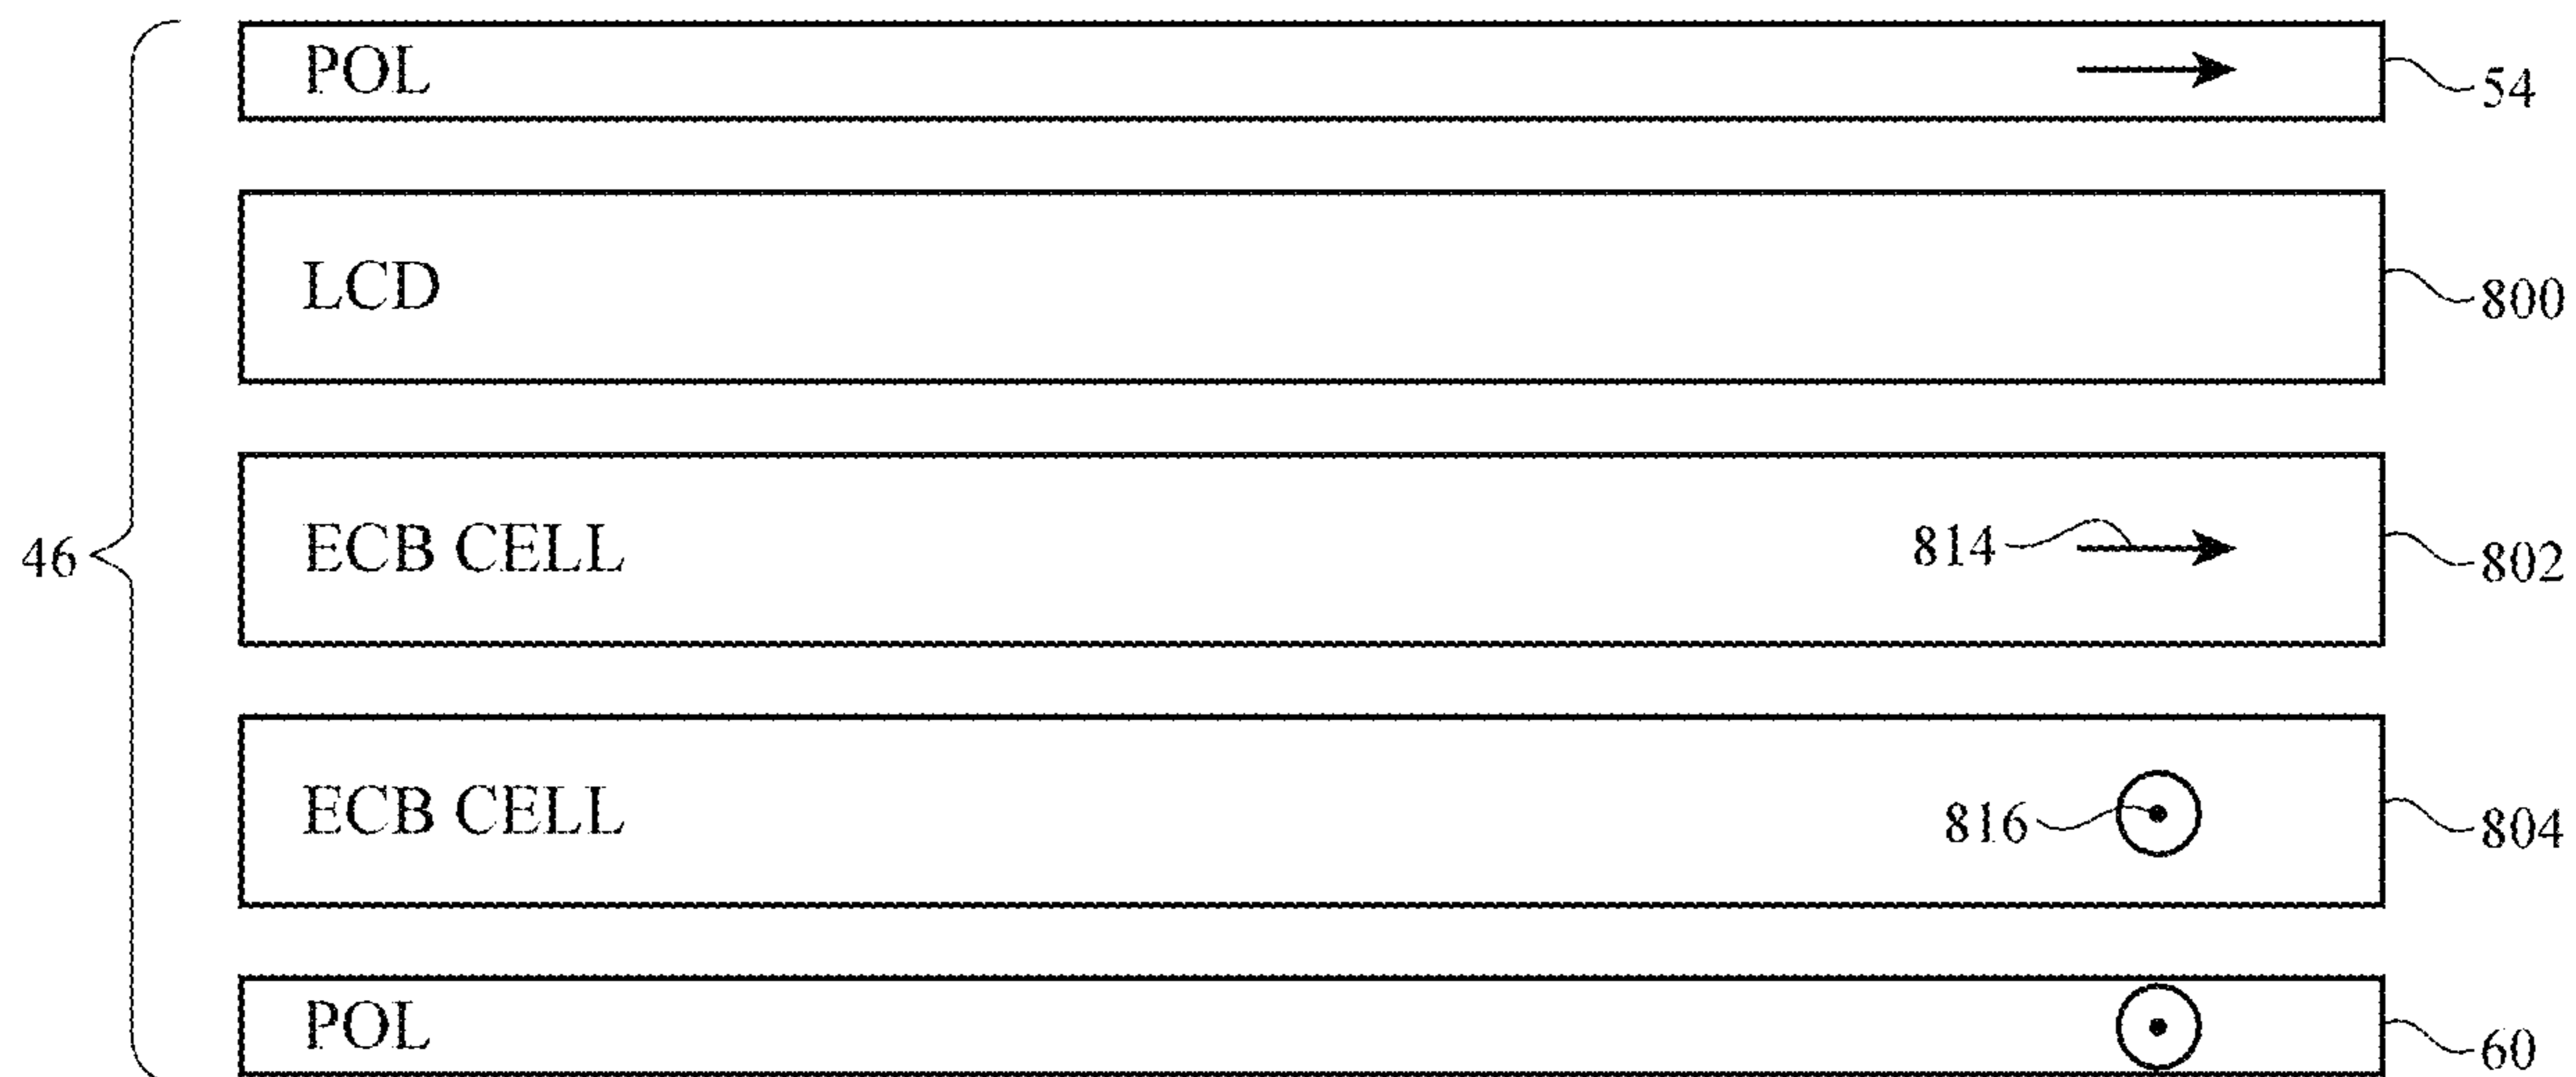 POL 54
LCD 800
46 ECB CELL 814 802
ECB CELL 816 804
POL 60